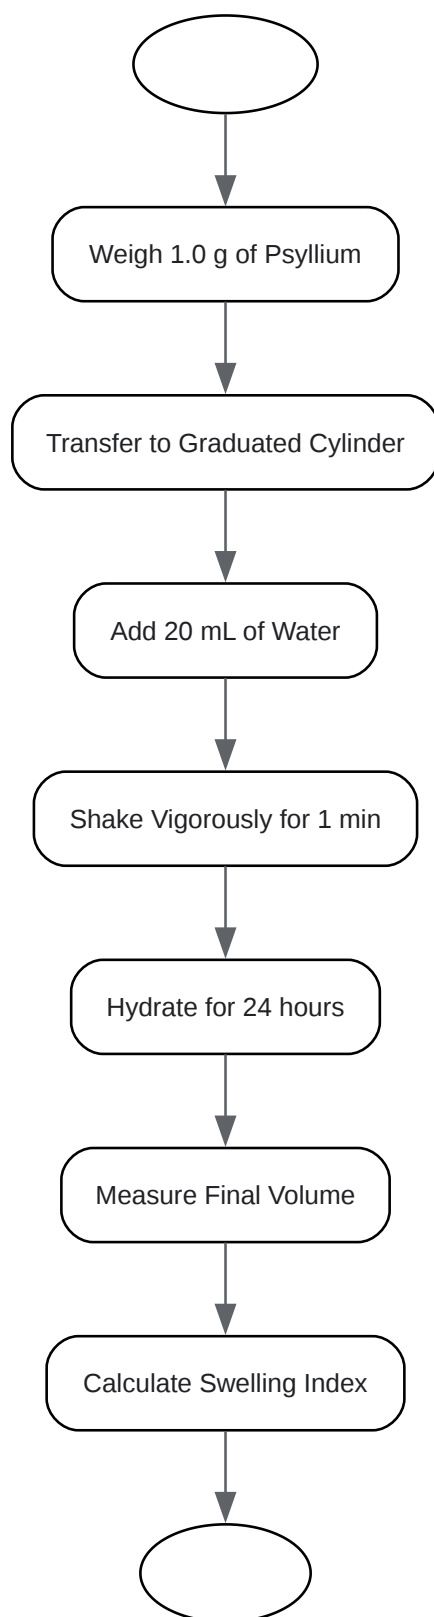 Weigh 1.0 g of Psyllium
Transfer to Graduated Cylinder
Add 20 mL of Water
Shake Vigorously for 1 min
Hydrate for 24 hours
Measure Final Volume
Calculate Swelling Index